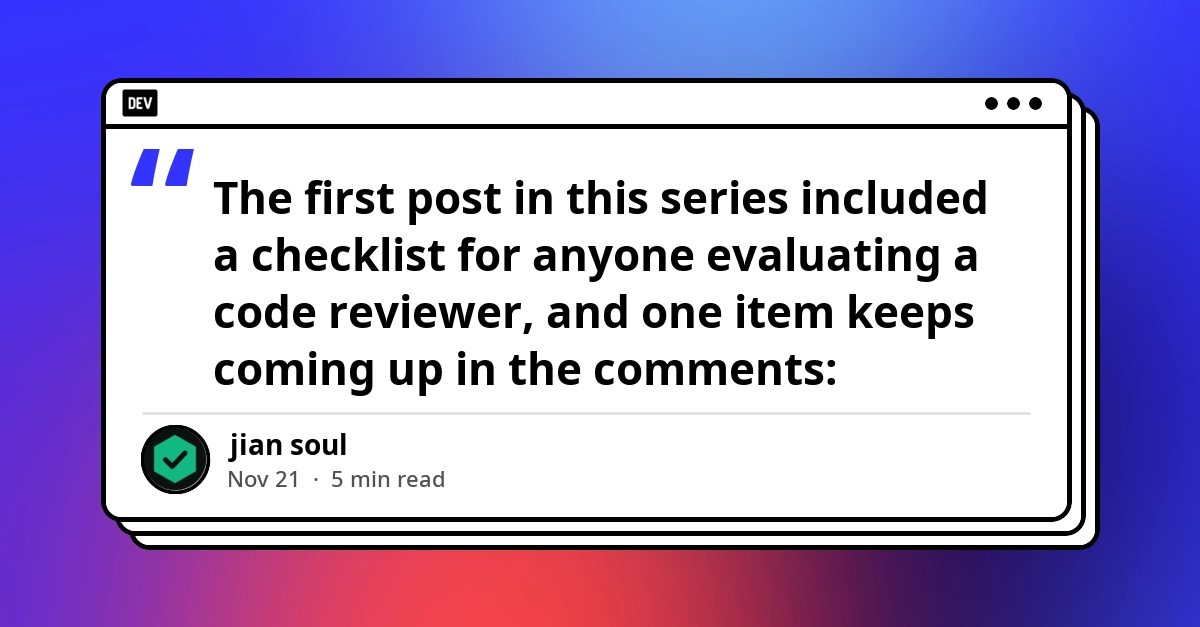 DEV
The first post in this series included
a checklist for anyone evaluating a
code reviewer, and one item keeps
coming up in the comments:
jian soul
Nov 21 · 5 min read